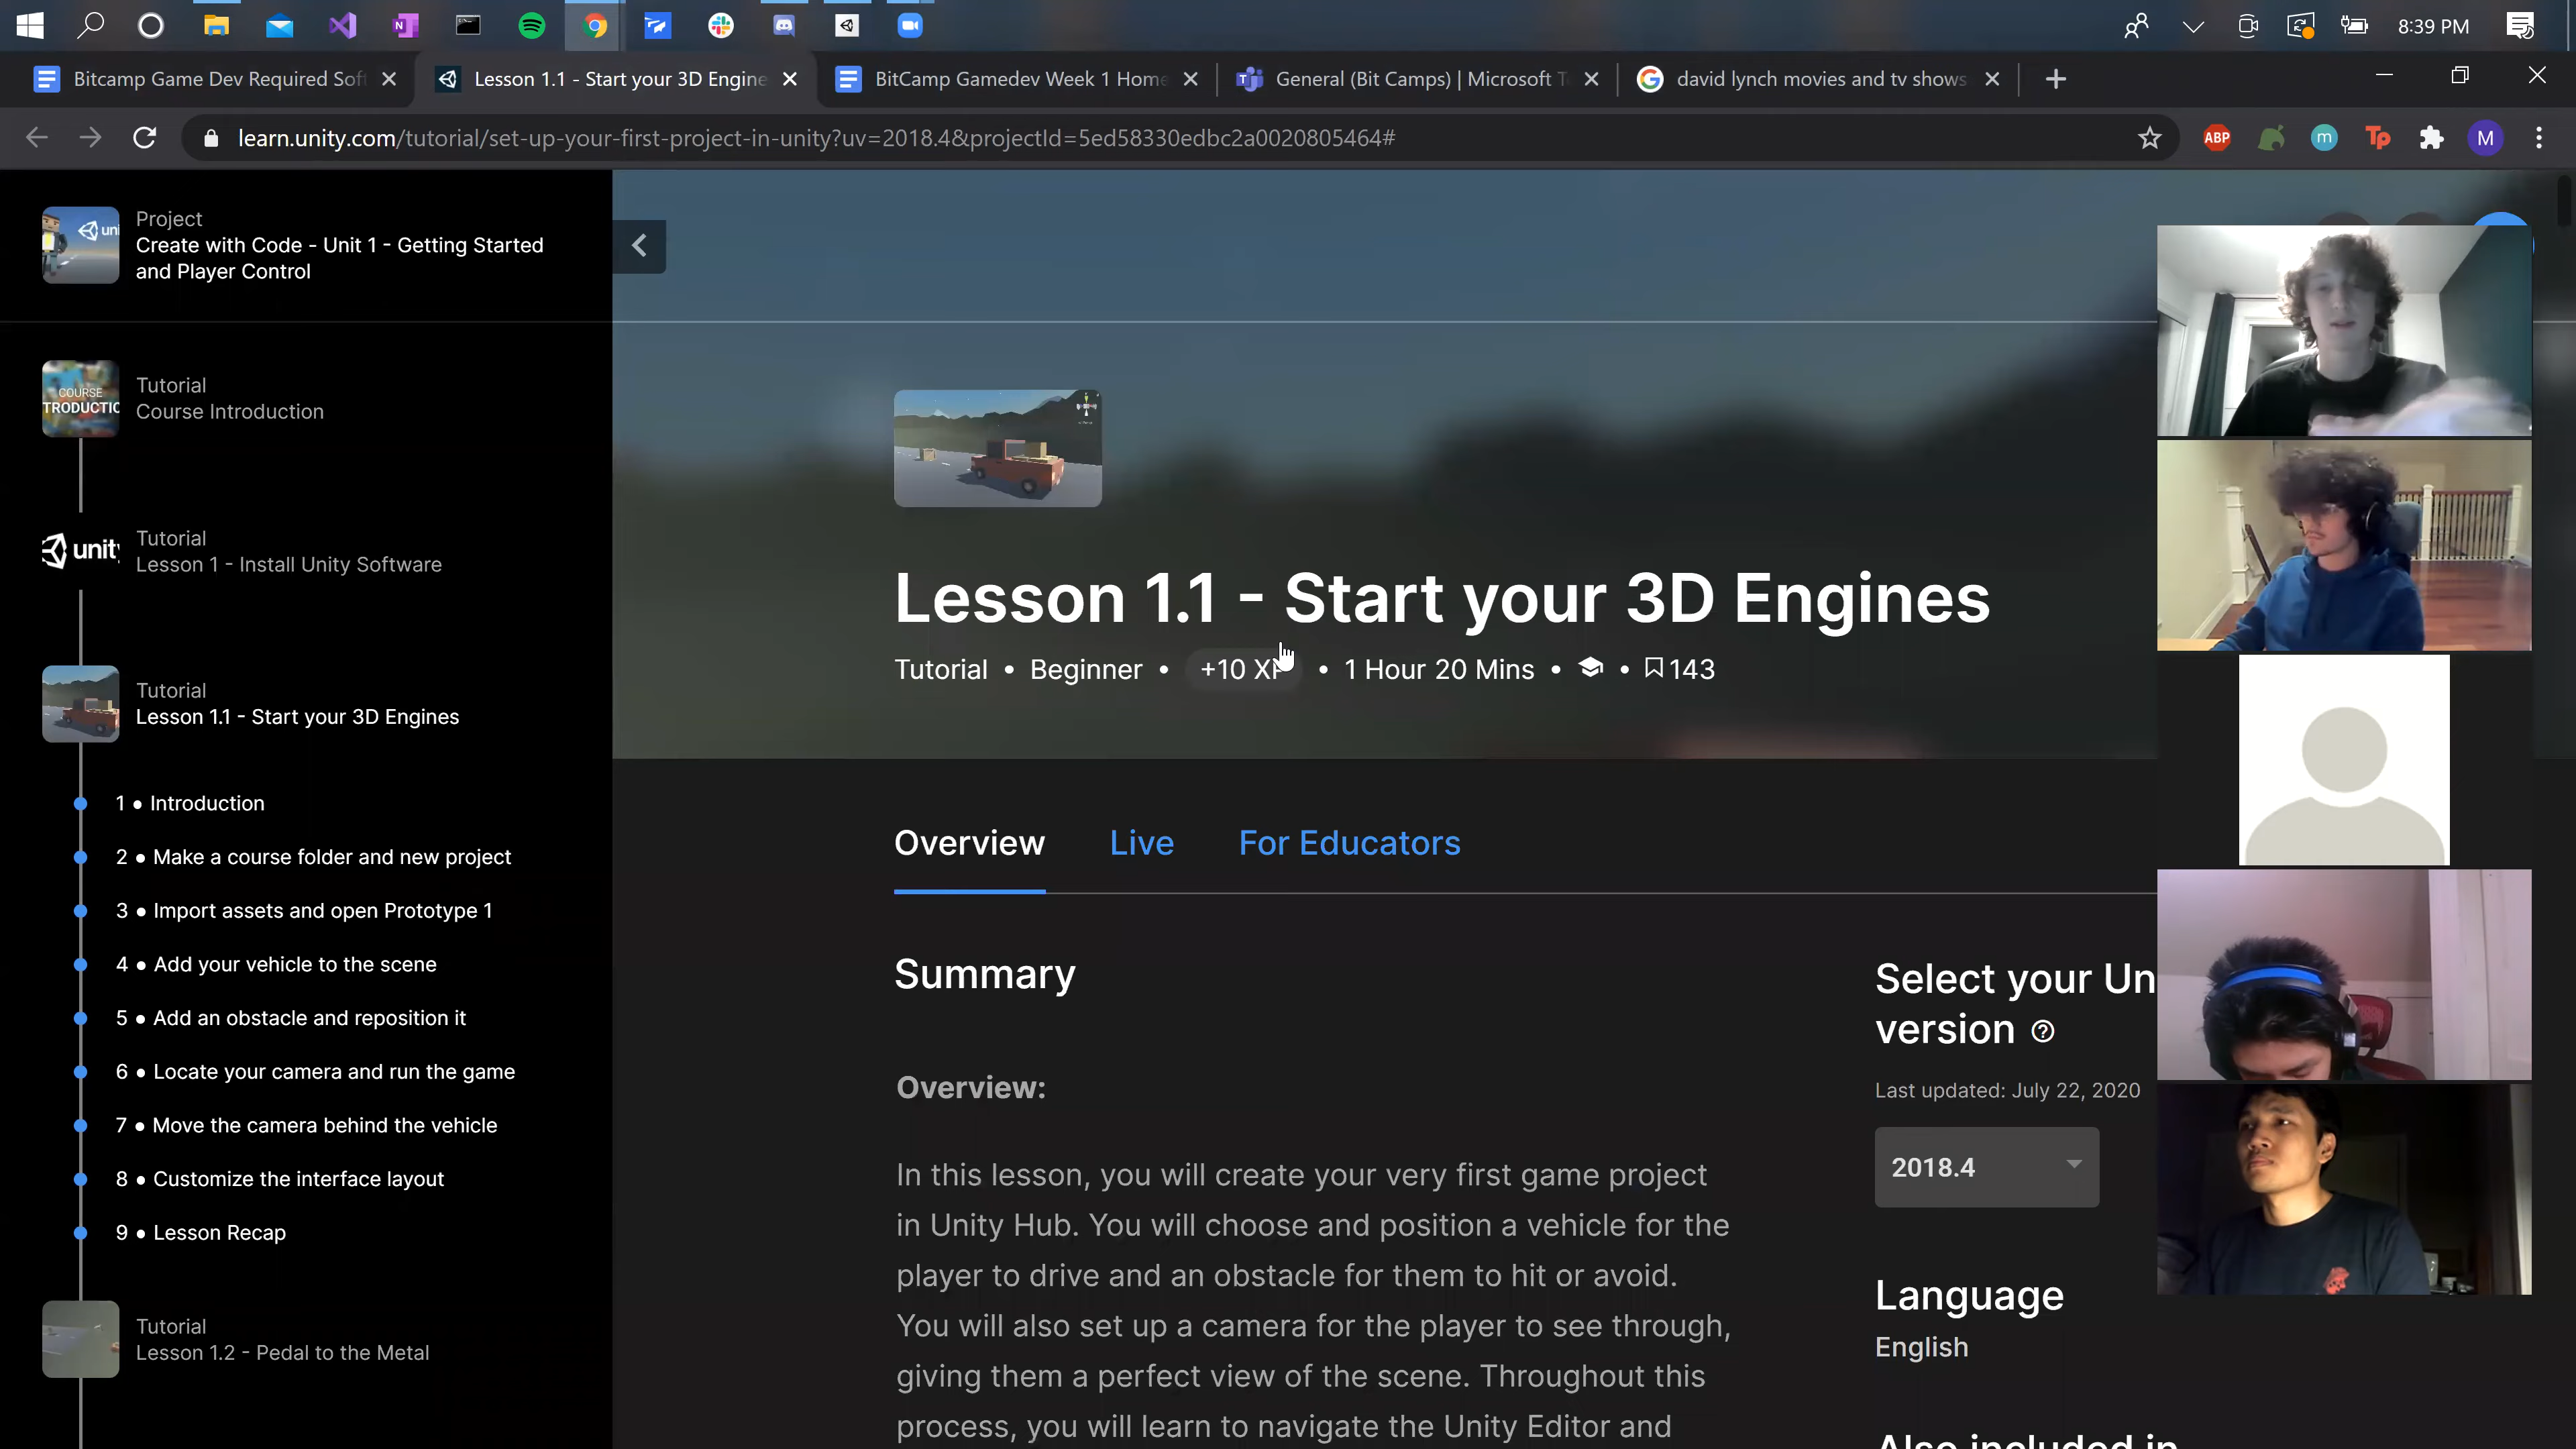 8:39 PM
Bitcamp Game Dev Required Soft
Lesson 1.1 - Start your 3D Engine
BitCamp Gamedev Week 1 Home
General (Bit Camps) | Microsoft T
david lynch movies and tv shows
learn.unity.com/tutorial/set-up-your-first-project-in-unity?uv=2018.4&projectId=5ed58330edbc2a0020805464#
ABP
m
Tp
M
uni
Project
Create with Code - Unit 1 - Getting Started
and Player Control
COURSE
TRODUCTIO
Tutorial
Course Introduction
unity
Tutorial
Lesson 1 - Install Unity Software
Tutorial
Lesson 1.1 - Start your 3D Engines
1 • Introduction
2 • Make a course folder and new project
3 • Import assets and open Prototype 1
4 • Add your vehicle to the scene
5 • Add an obstacle and reposition it
6 • Locate your camera and run the game
7 • Move the camera behind the vehicle
8 • Customize the interface layout
9 • Lesson Recap
Tutorial
Lesson 1.2 - Pedal to the Metal
Lesson 1.1 - Start your 3D Engines
Tutorial • Beginner • +10 XP • 1 Hour 20 Mins • • 143
Overview Live For Educators
Summary
Overview:
In this lesson, you will create your very first game project
in Unity Hub. You will choose and position a vehicle for the
player to drive and an obstacle for them to hit or avoid.
You will also set up a camera for the player to see through,
giving them a perfect view of the scene. Throughout this
process, you will learn to navigate the Unity Editor and
Select your Un
version
Last updated: July 22, 2020
2018.4
Language
English
Also included in